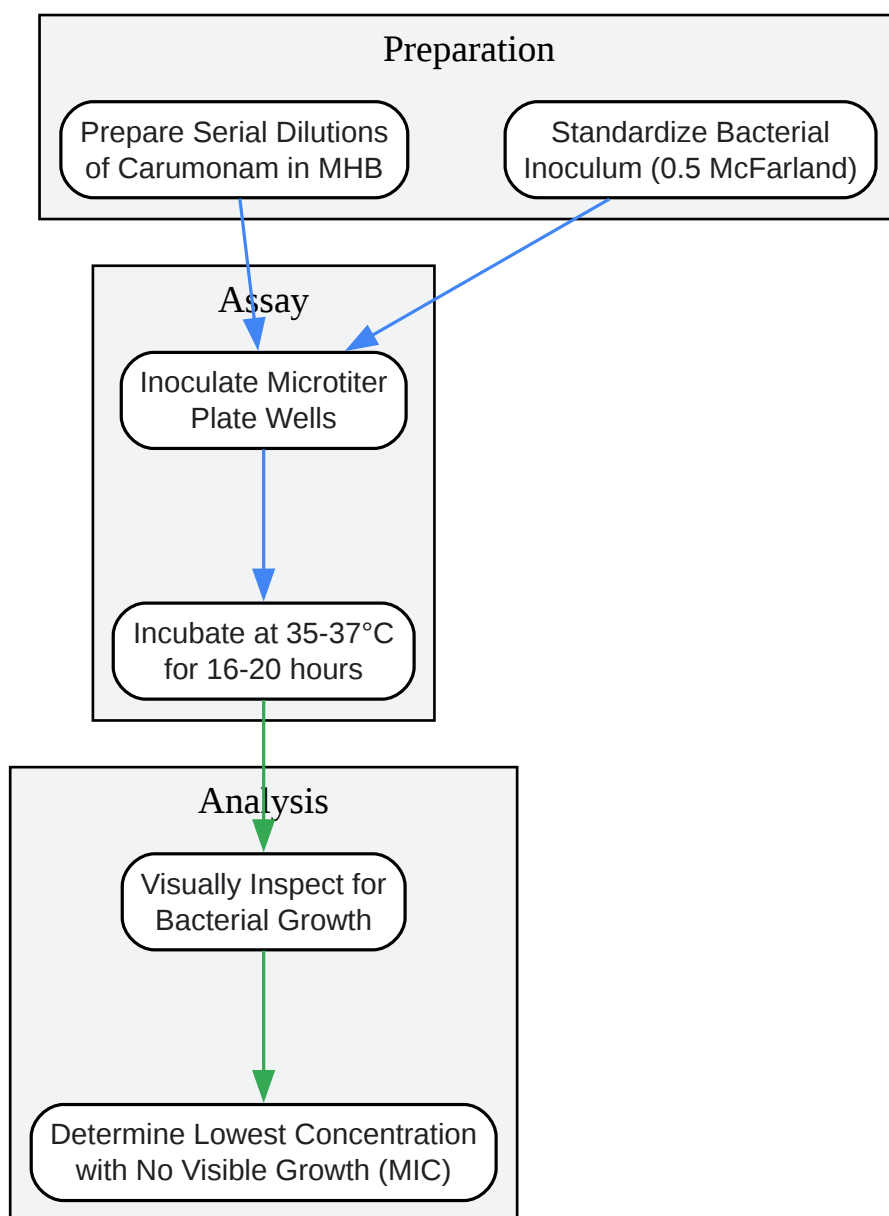 Preparation
Prepare Serial Dilutions
of Carumonam in MHB
Standardize Bacterial
Inoculum (0.5 McFarland)
Assay
Inoculate Microtiter
Plate Wells
Incubate at 35-37°C
for 16-20 hours
Analysis
Visually Inspect for
Bacterial Growth
Determine Lowest Concentration
with No Visible Growth (MIC)